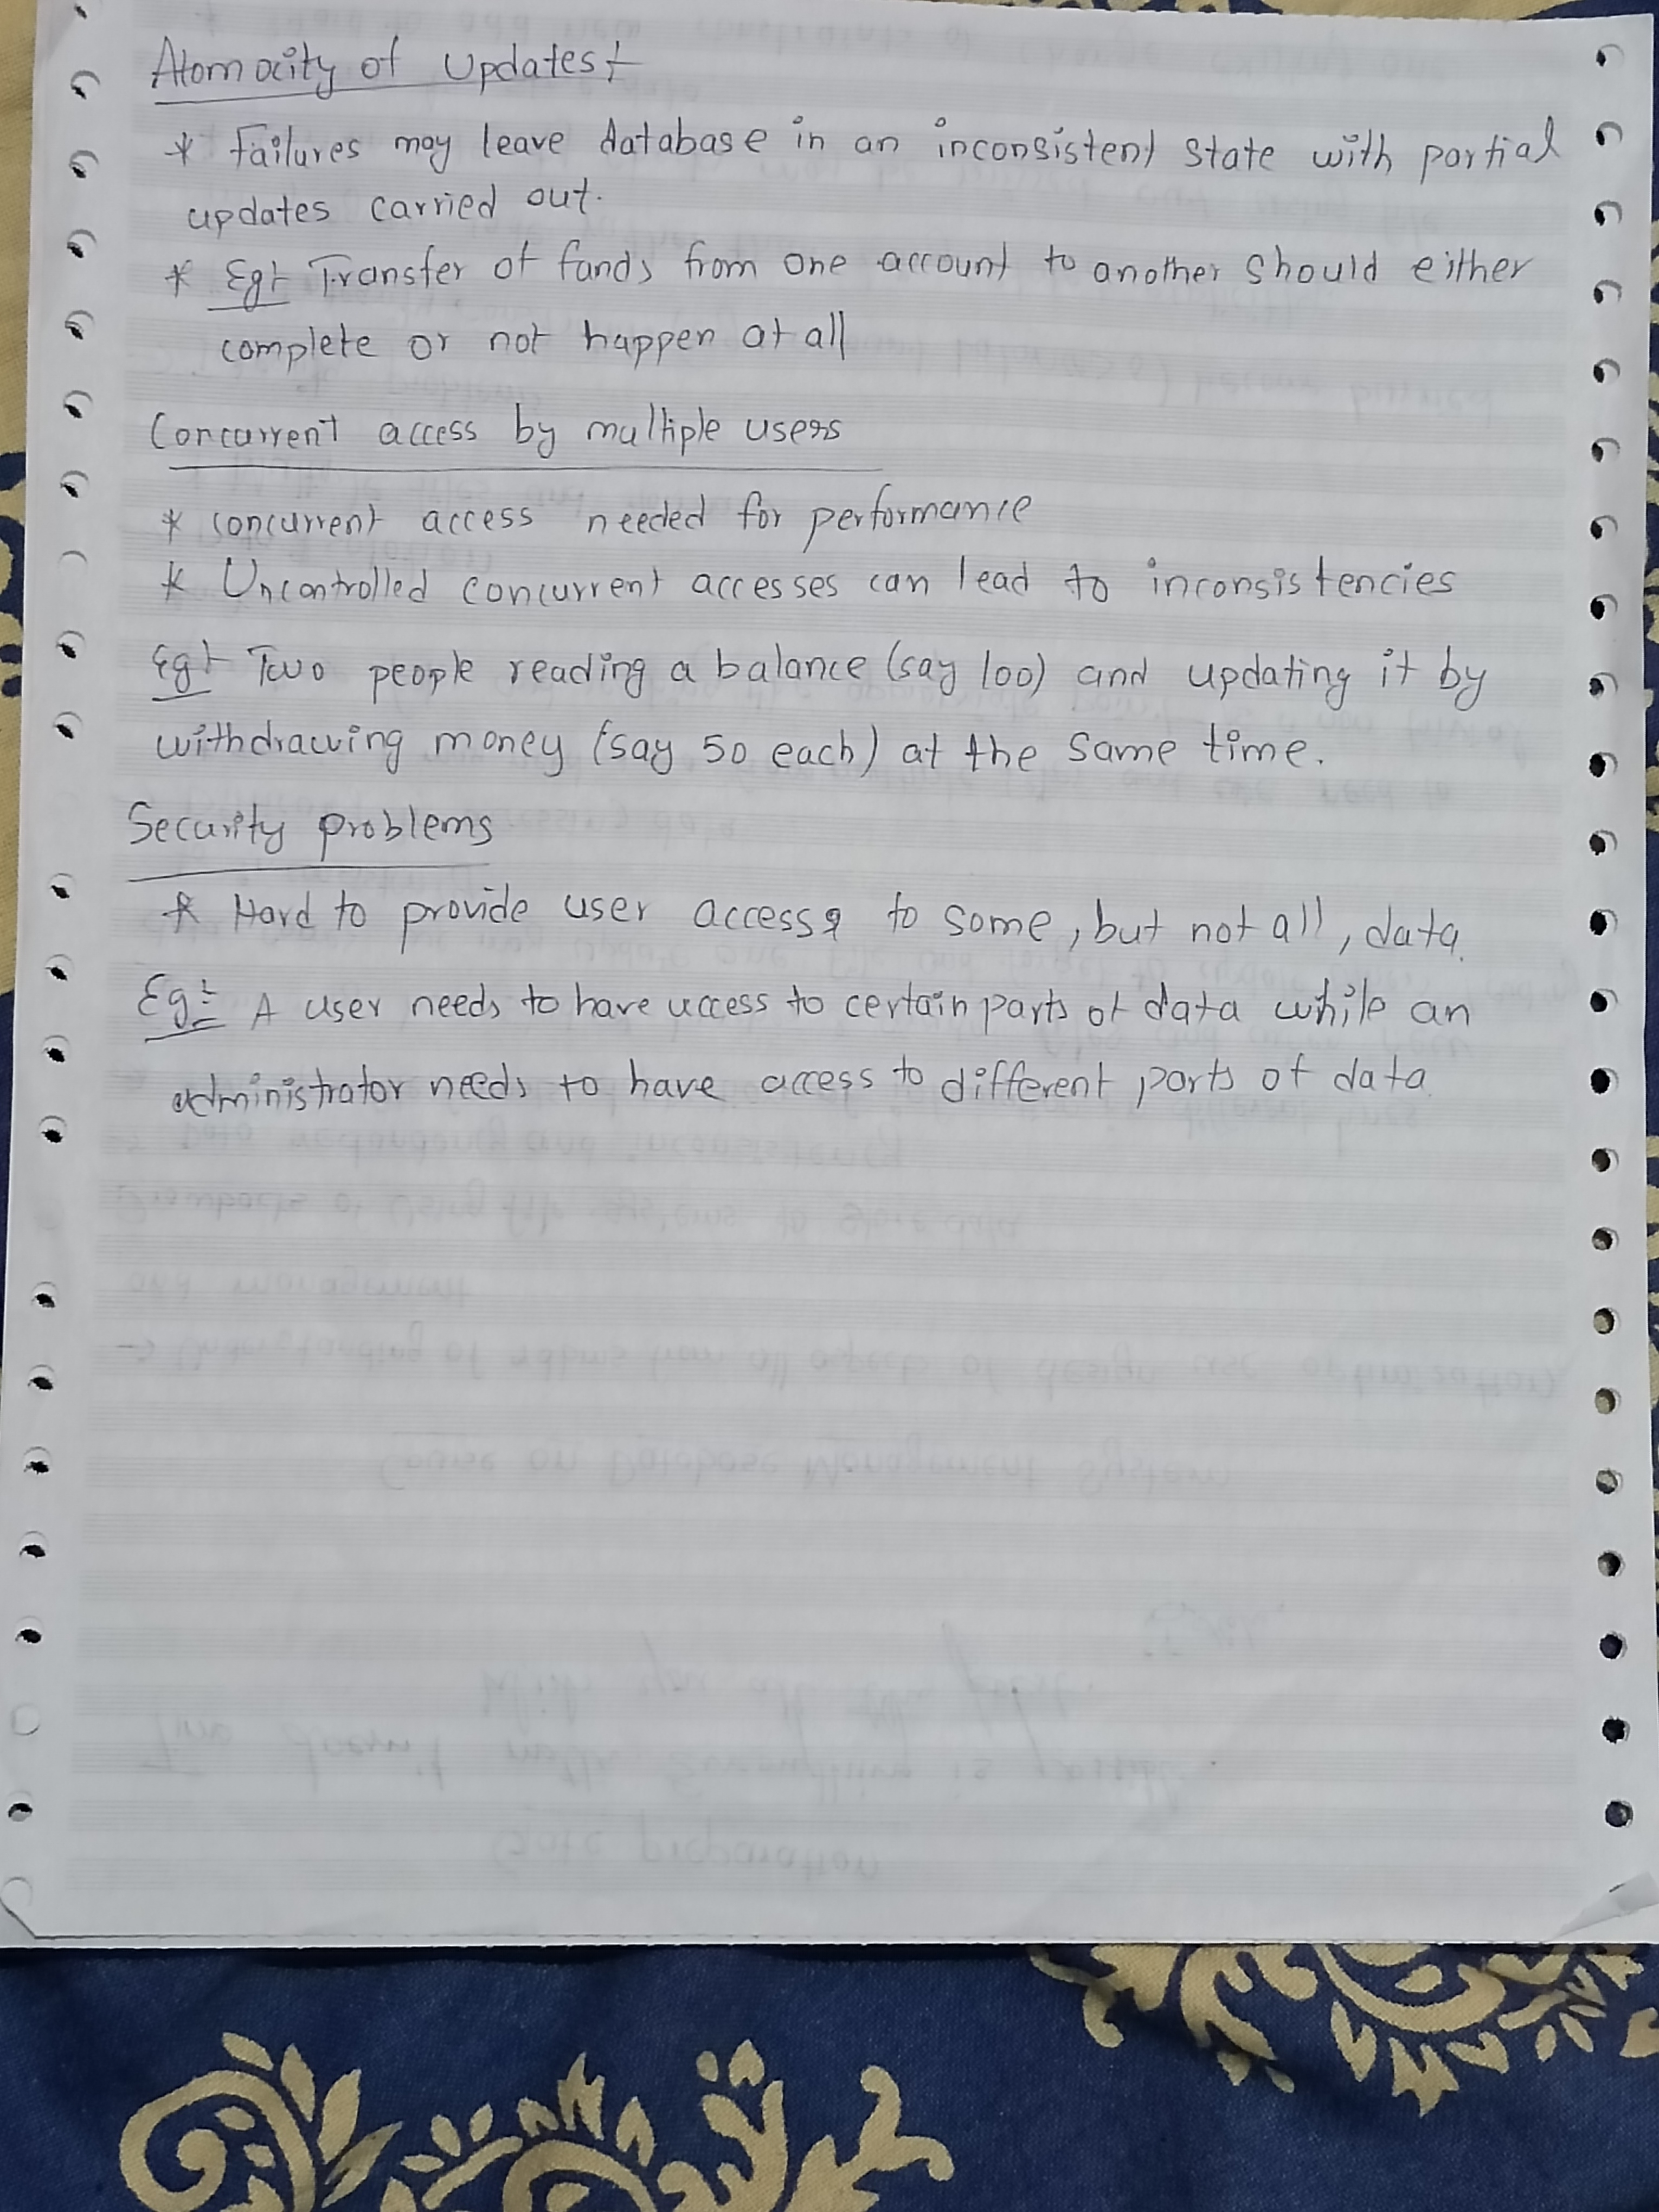 Atomocity of Updates:-
* Failures may leave database in an inconsistent state with partial
updates carried out.
* Eg:- Transfer of funds from one account to another should either
complete or not happen at all
Concurrent access by multiple users
* concurrent access needed for performance
* Uncontrolled concurrent accesses can lead to inconsistencies
Eg:- Two people reading a balance (say 100) and updating it by
withdrawing money (say 50 each) at the same time.
Security problems
* Hard to provide user access to some, but not all, data.
Eg:- A user needs to have access to certain parts of data while an
administrator needs to have access to different parts of data